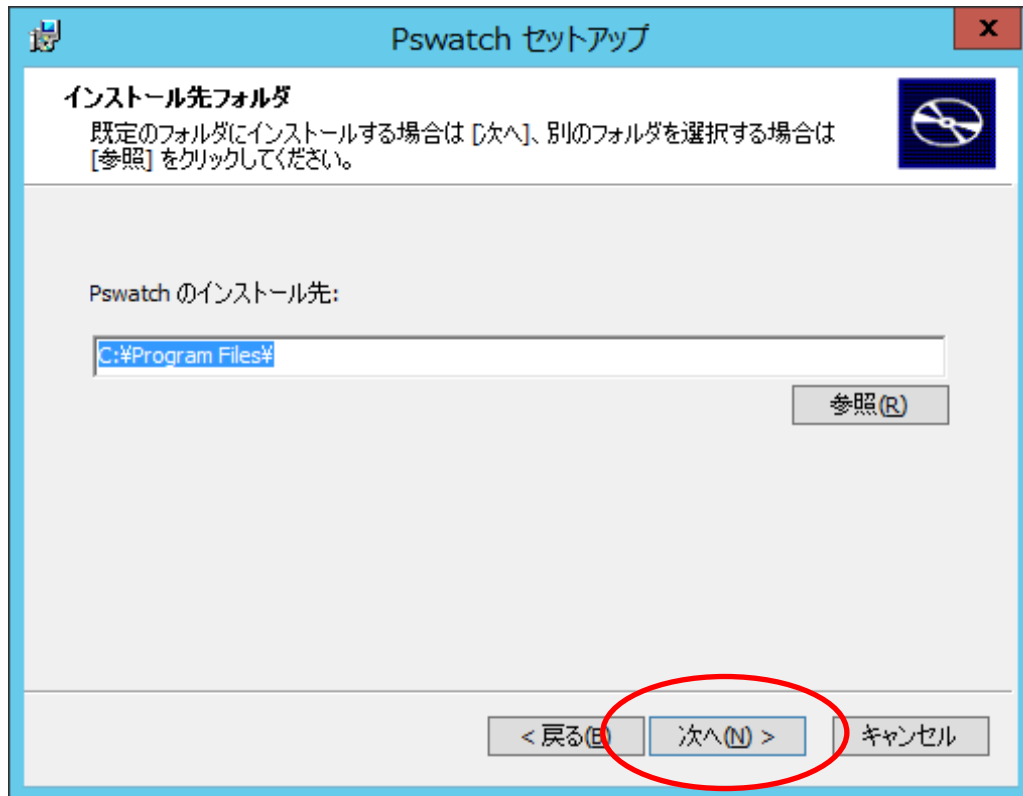 Pswatch セットアップ
x
インストール先フォルダ
既定のフォルダにインストールする場合は [次へ]、別のフォルダを選択する場合は
[参照] をクリックしてください。
Pswatch のインストール先:
C:¥Program Files¥
参照(R)
< 戻る(B) 次へ(N) > キャンセル